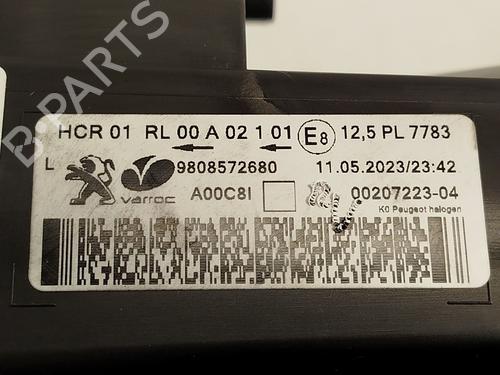 B-PARTS
HCR 01 RL 00 A 02 1 01 E8 12,5 PL 7783
L varroc 9808572680 11.05.2023/23:42
A00C8I 00207223-04
K0 Peugeot halogen